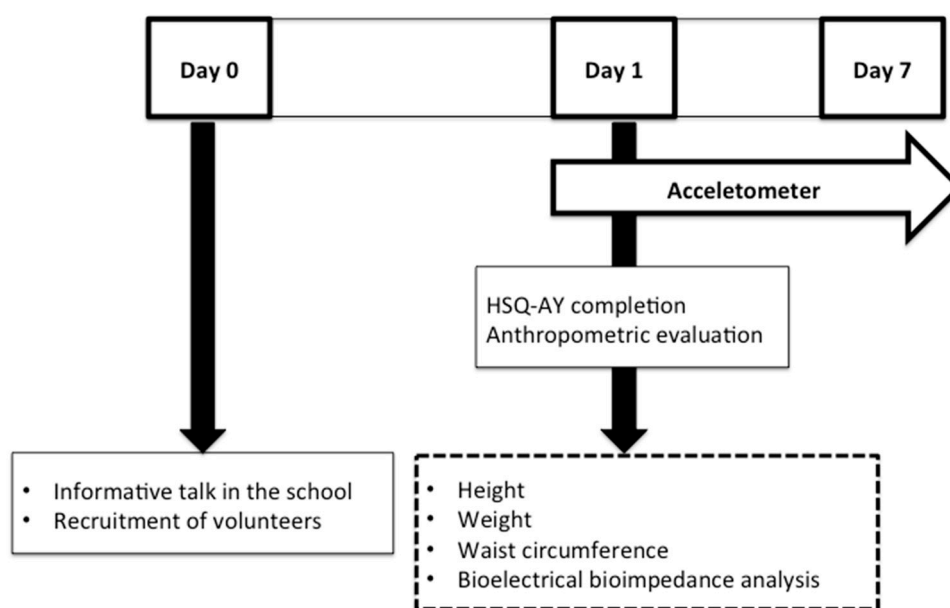 Day 0
Day 1
Day 7
Acceletometer
HSQ-AY completion
Anthropometric evaluation
• Informative talk in the school
• Recruitment of volunteers
• Height
• Weight
• Waist circumference
• Bioelectrical bioimpedance analysis